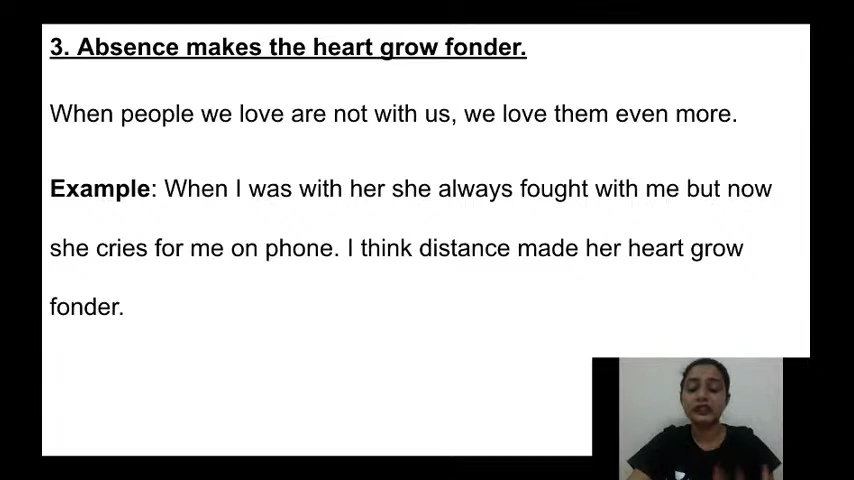 3. Absence makes the heart grow fonder.
When people we love are not with us, we love them even more.
Example: When I was with her she always fought with me but now
she cries for me on phone. I think distance made her heart grow
fonder.